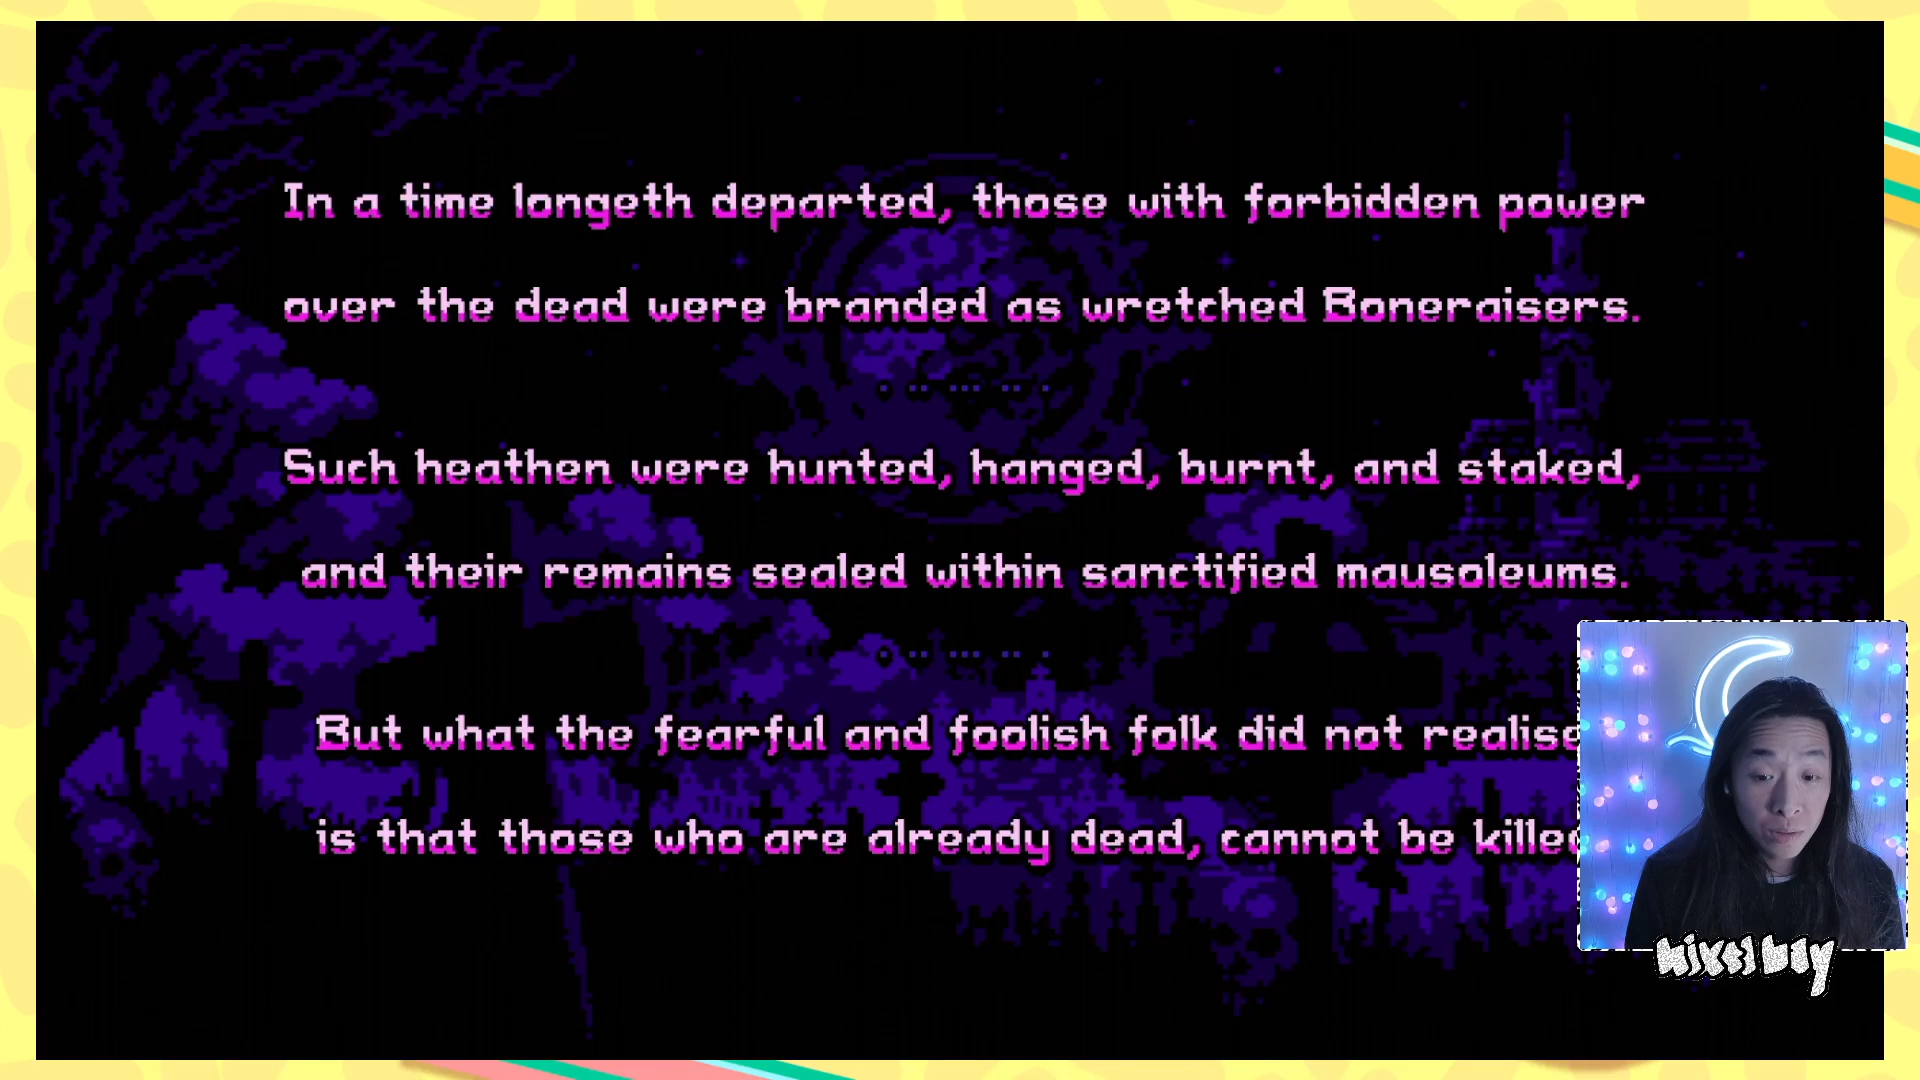 In a time longeth departed, those with forbidden power
over the dead were branded as wretched Boneraisers.
Such heathen were hunted, hanged, burnt, and staked,
and their remains sealed within sanctified mausoleums.
But what the fearful and foolish folk did not realise
is that those who are already dead, cannot be killed